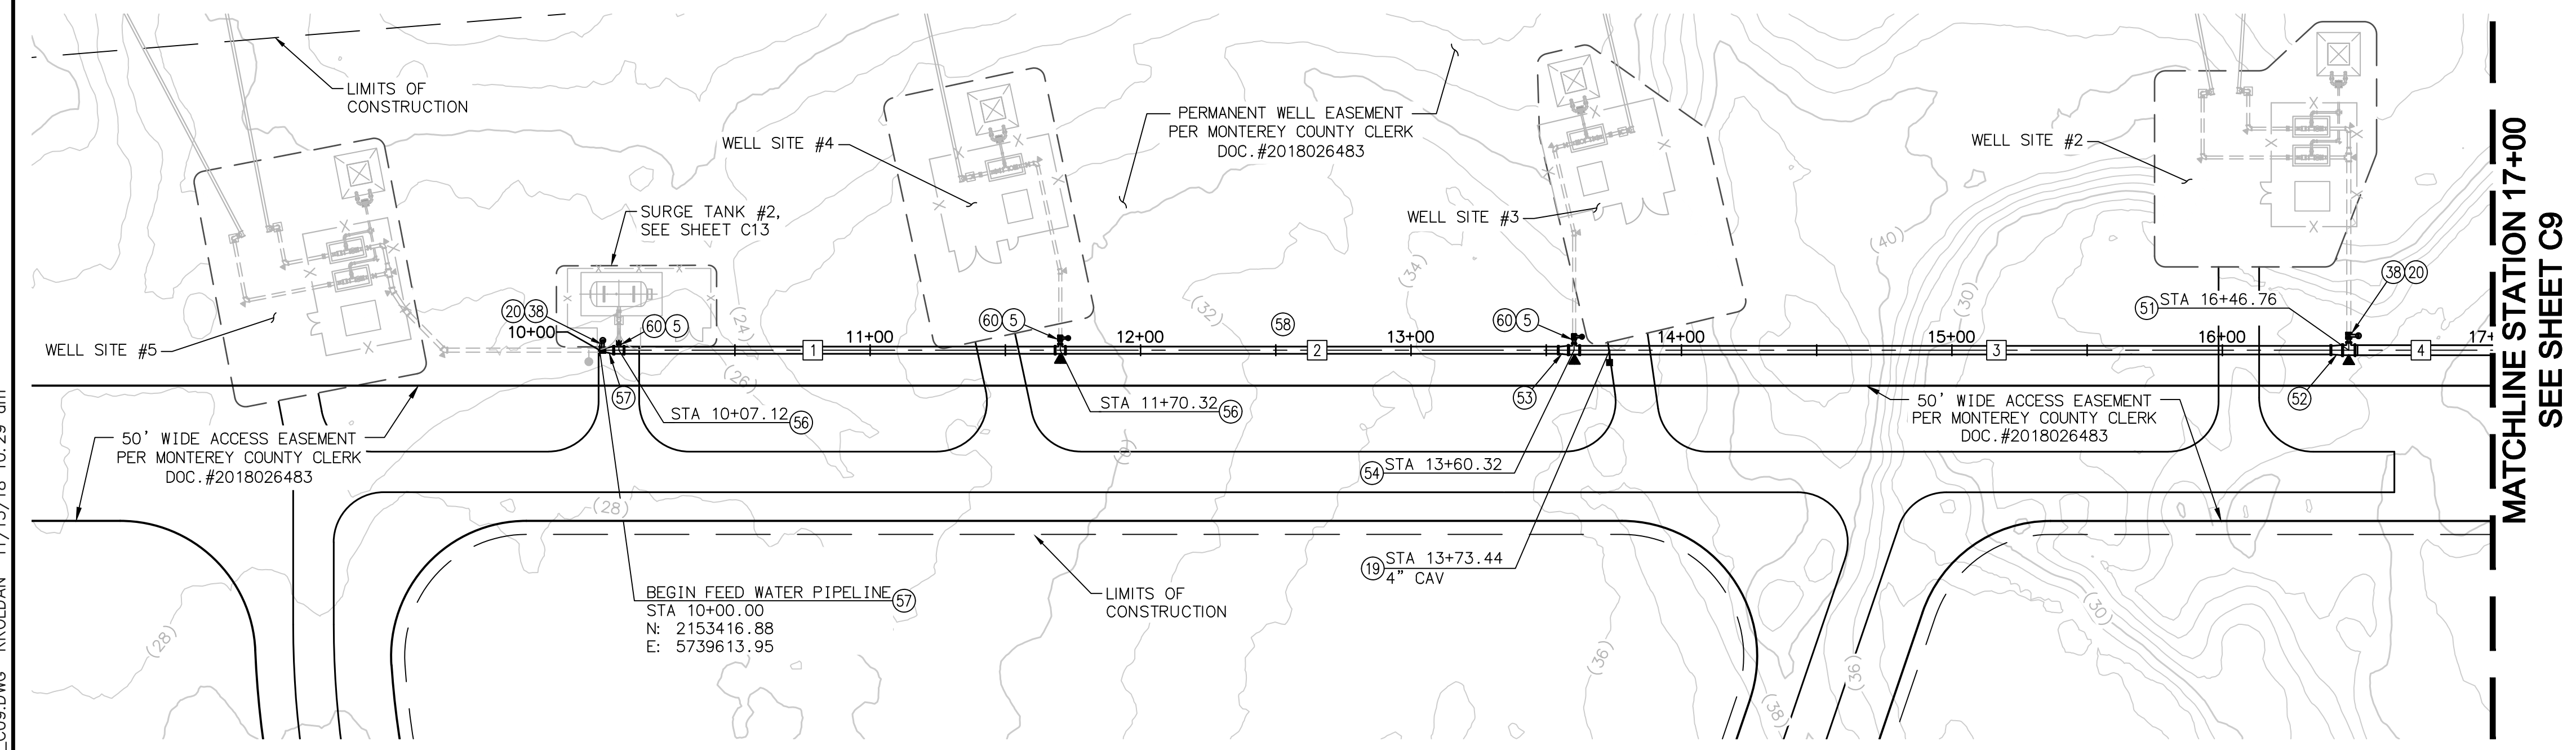 LIMITS OF
CONSTRUCTION
WELL SITE #5
SURGE TANK #2,
SEE SHEET C13
WELL SITE #4
PERMANENT WELL EASEMENT
PER MONTEREY COUNTY CLERK
DOC.#2018026483
WELL SITE #3
WELL SITE #2
(40)
(30)
(34)
(32)
(24)
(26)
20 38
10+00
60 5
1
11+00
60 5
12+00
58
2
13+00
60 5
14+00
15+00
3
16+00
38 20
51 STA 16+46.76
4
17+
57
STA 10+07.12 56
STA 11+70.32 56
53
52
54 STA 13+60.32
19 STA 13+73.44
4" CAV
50' WIDE ACCESS EASEMENT
PER MONTEREY COUNTY CLERK
DOC.#2018026483
50' WIDE ACCESS EASEMENT
PER MONTEREY COUNTY CLERK
DOC.#2018026483
(28)
(28)
BEGIN FEED WATER PIPELINE 57
STA 10+00.00
N: 2153416.88
E: 5739613.95
LIMITS OF
CONSTRUCTION
(36)
(38)
(36)
(30)
MATCHLINE STATION 17+00
SEE SHEET C9